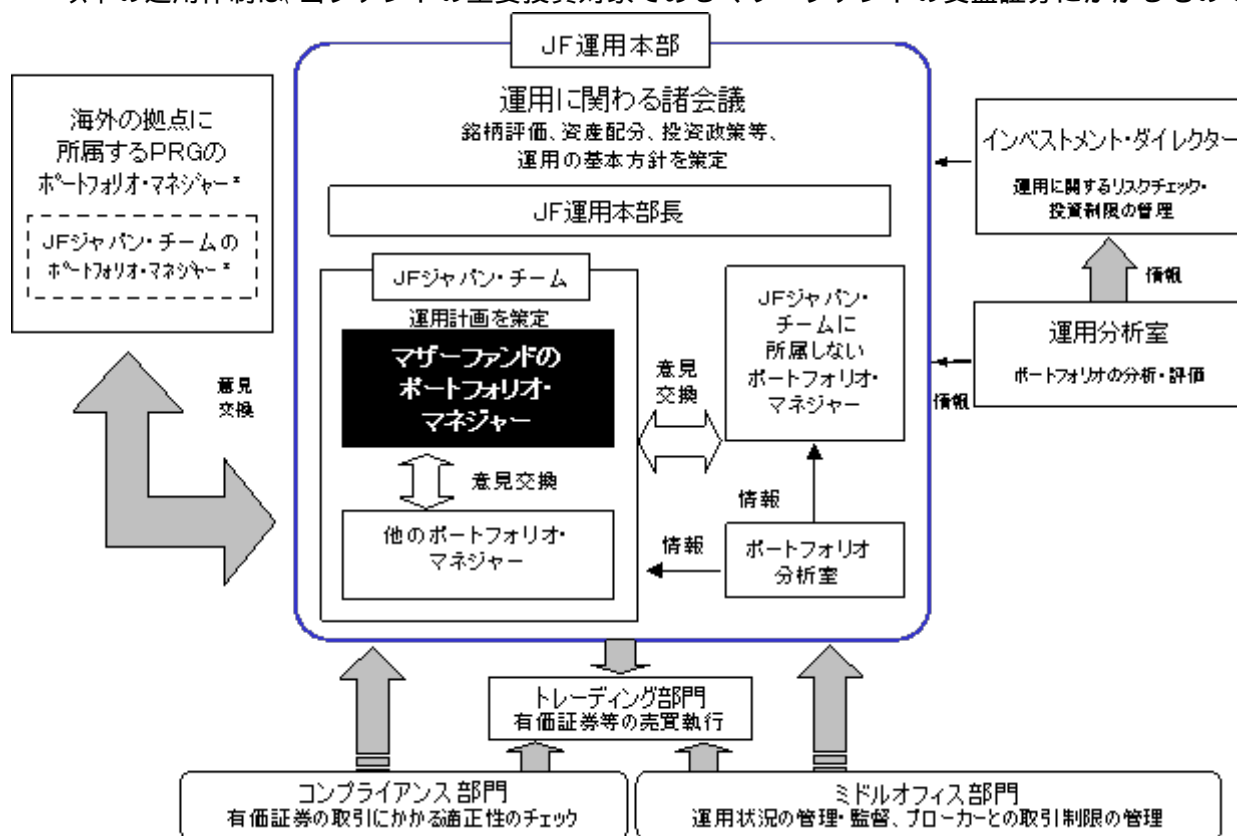 JF運用本部
運用に関わる諸会議
銘柄評価、資産配分、投資政策等、
運用の基本方針を策定
JF運用本部長
海外の拠点に
所属するPRGの
ポートフォリオ・マネジャー*
JFジャパン・チームの
ポートフォリオ・マネジャー*
意見
交換
JFジャパン・チーム
運用計画を策定
マザーファンドの
ポートフォリオ・
マネジャー
意見交換
他のポートフォリオ・
マネジャー
意見
交換
JFジャパン・
チームに
所属しない
ポートフォリオ・
マネジャー
情報
情報
ポートフォリオ
分析室
インベストメント・ダイレクター
運用に関するリスクチェック・
投資制限の管理
情報
運用分析室
ポートフォリオの分析・評価
情報
トレーディング部門
有価証券等の売買執行
コンプライアンス部門
有価証券の取引にかかる適正性のチェック
ミドルオフィス部門
運用状況の管理・監督、ブローカーとの取引制限の管理